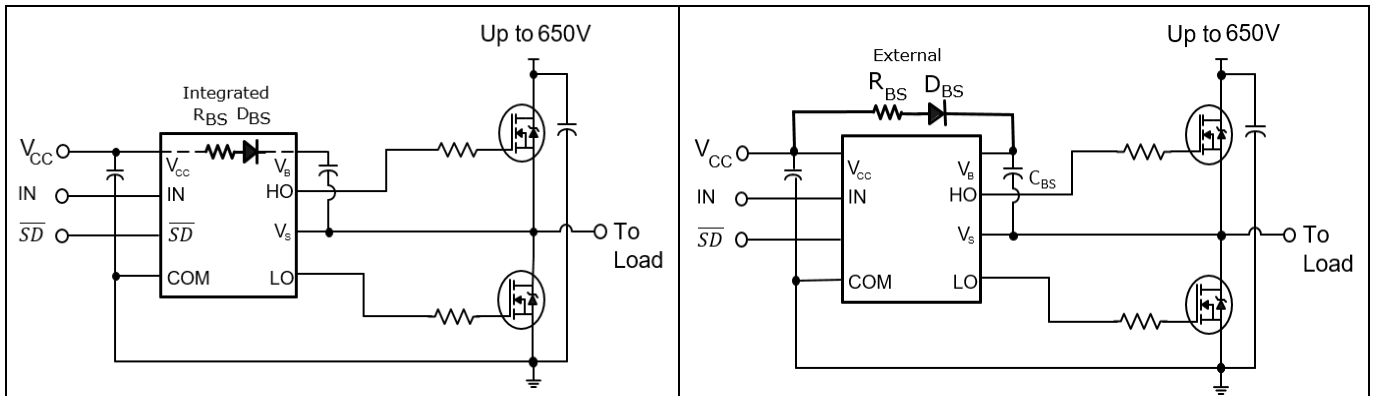 Up to 650V
Integrated
RBS DBS
VCC
VCC
VB
IN
IN
HO
SD
SD
VS
To
Load
COM
LO
Up to 650V
External
RBS DBS
VCC
VCC
VB
CBS
IN
IN
HO
SD
VS
To
Load
COM
LO